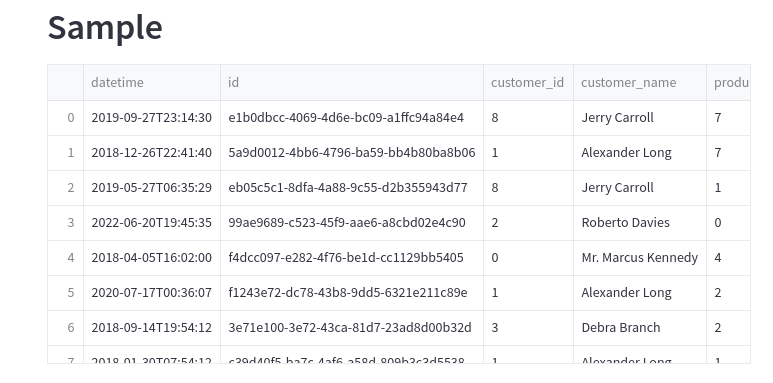 Sample
datetime id customer_id customer_name produ
0 2019-09-27T23:14:30 e1b0dbcc-4069-4d6e-bc09-a1ffc94a84e4 8 Jerry Carroll 7
1 2018-12-26T22:41:40 5a9d0012-4bb6-4796-ba59-bb4b80ba8b06 1 Alexander Long 7
2 2019-05-27T06:35:29 eb05c5c1-8dfa-4a88-9c55-d2b355943d77 8 Jerry Carroll 1
3 2022-06-20T19:45:35 99ae9689-c523-45f9-aae6-a8cbd02e4c90 2 Roberto Davies 0
4 2018-04-05T16:02:00 f4dcc097-e282-4f76-be1d-cc1129bb5405 0 Mr. Marcus Kennedy 4
5 2020-07-17T00:36:07 f1243e72-dc78-43b8-9dd5-6321e211c89e 1 Alexander Long 2
6 2018-09-14T19:54:12 3e71e100-3e72-43ca-81d7-23ad8d00b32d 3 Debra Branch 2
7 2018-01-30T07:54:12 1 Alexander Long 1